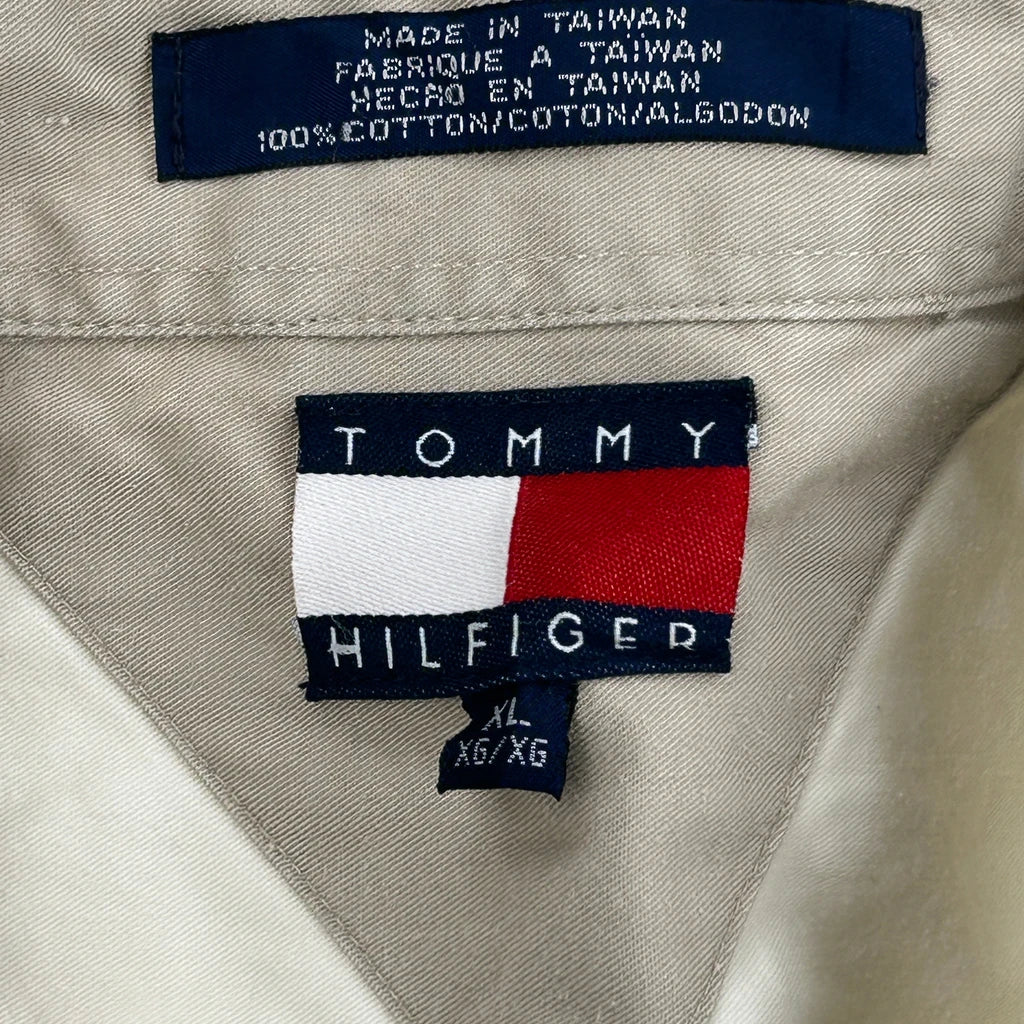 MADE IN TAIWAN
FABRIQUE A TAIWAN
HECHO EN TAIWAN
100% COTTON/COTON/ALGODON
TOMMY
HILFIGER
XL
XG/XG